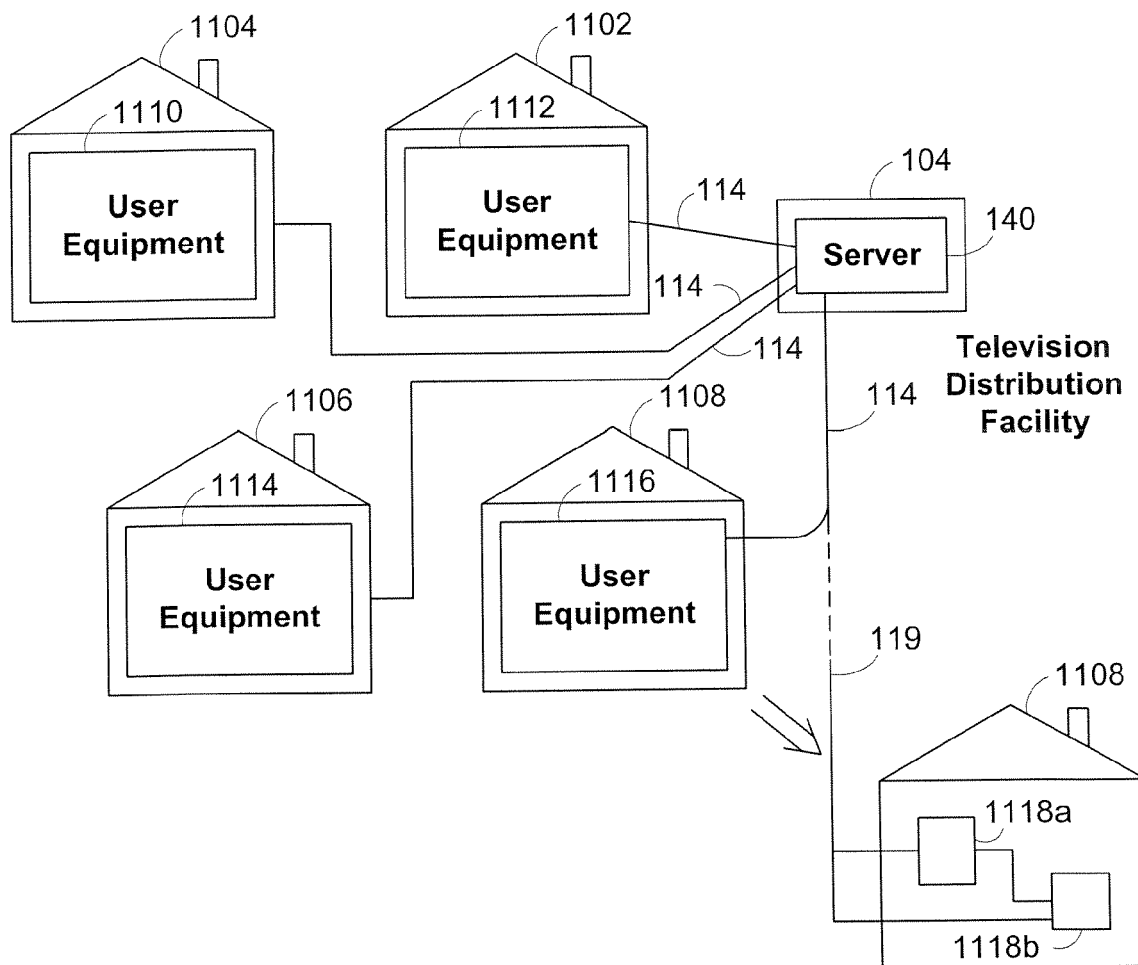 1104
1102
1110
1112
User
Equipment
User
Equipment
104
114
140
Server
114
114
Television
Distribution
Facility
114
1106
1108
1114
1116
User
Equipment
User
Equipment
119
1108
1118a
1118b